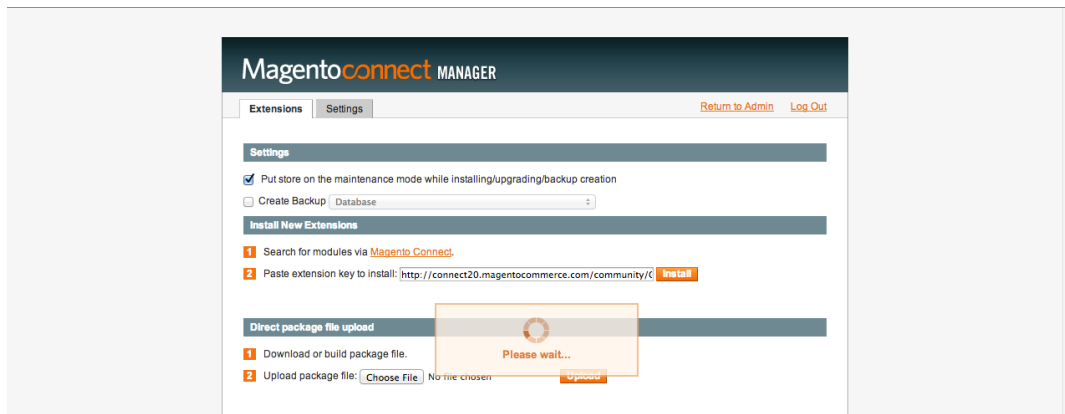 Magentoconnect MANAGER
Extensions Settings Return to Admin Log Out
Settings
Put store on the maintenance mode while installing/upgrading/backup creation
Create Backup Database
Install New Extensions
1 Search for modules via Magento Connect.
2 Paste extension key to install: http://connect20.magentocommerce.com/community/ Install
Direct package file upload
1 Download or build package file.
Please wait...
2 Upload package file: Choose File No file chosen Upload